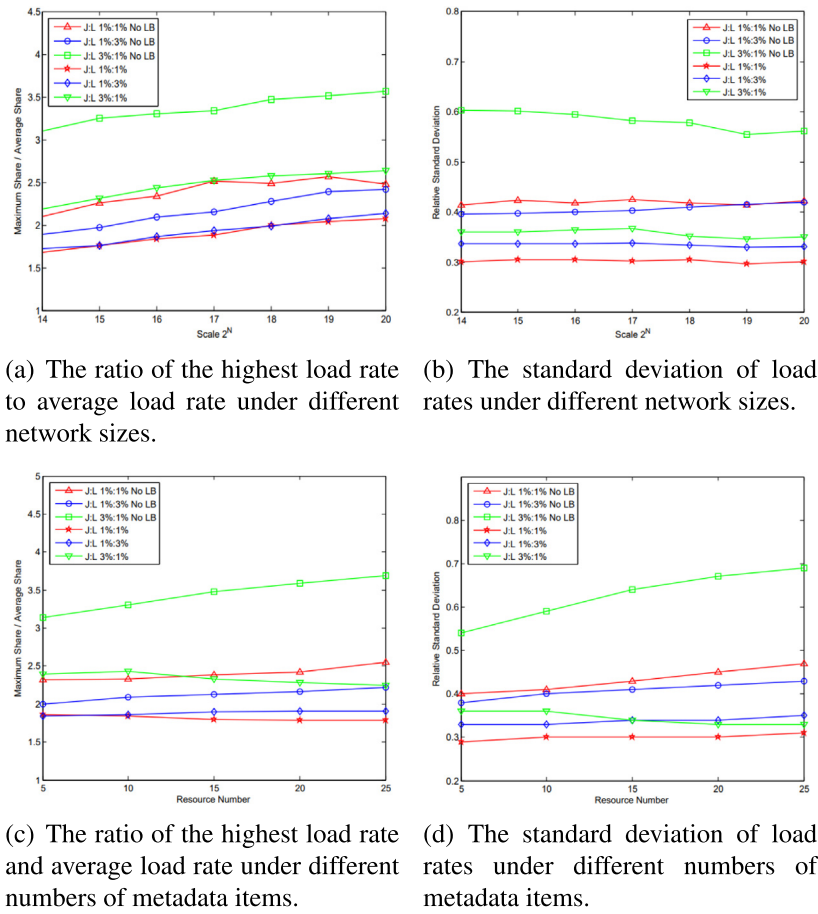 4.5
4
3.5
3
2.5
2
1.5
1
Maximum Share / Average Share
J:L 1%:1% No LB
J:L 1%:3% No LB
J:L 3%:1% No LB
J:L 1%:1%
J:L 1%:3%
J:L 3%:1%
14 15 16 17 18 19 20
Scale 2^N
0.8
0.7
0.6
0.5
0.4
0.3
0.2
Relative Standard Deviation
J:L 1%:1% No LB
J:L 1%:3% No LB
J:L 3%:1% No LB
J:L 1%:1%
J:L 1%:3%
J:L 3%:1%
14 15 16 17 18 19 20
Scale 2^N
(a) The ratio of the highest load rate
to average load rate under different
network sizes.
(b) The standard deviation of load
rates under different network sizes.
5
4.5
4
3.5
3
2.5
2
1.5
1
Maximum Share / Average Share
J:L 1%:1% No LB
J:L 1%:3% No LB
J:L 3%:1% No LB
J:L 1%:1%
J:L 1%:3%
J:L 3%:1%
5 10 15 20 25
Resource Number
0.8
0.7
0.6
0.5
0.4
0.3
0.2
Relative Standard Deviation
J:L 1%:1% No LB
J:L 1%:3% No LB
J:L 3%:1% No LB
J:L 1%:1%
J:L 1%:3%
J:L 3%:1%
5 10 15 20 25
Resource Number
(c) The ratio of the highest load rate
and average load rate under different
numbers of metadata items.
(d) The standard deviation of load
rates under different numbers of
metadata items.